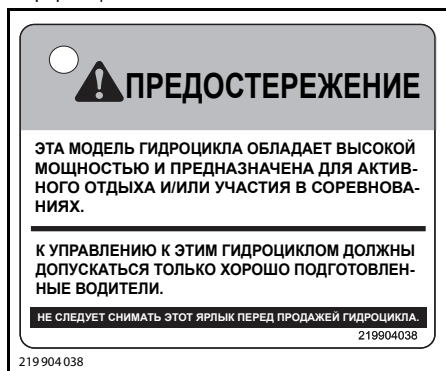 ПРЕДОСТЕРЕЖЕНИЕ
ЭТА МОДЕЛЬ ГИДРОЦИКЛА ОБЛАДАЕТ ВЫСОКОЙ
МОЩНОСТЬЮ И ПРЕДНАЗНАЧЕНА ДЛЯ АКТИВ-
НОГО ОТДЫХА И/ИЛИ УЧАСТИЯ В СОРЕВНОВА-
НИЯХ.
К УПРАВЛЕНИЮ К ЭТИМ ГИДРОЦИКЛОМ ДОЛЖНЫ
ДОПУСКАТЬСЯ ТОЛЬКО ХОРОШО ПОДГОТОВЛЕН-
НЫЕ ВОДИТЕЛИ.
НЕ СЛЕДУЕТ СНИМАТЬ ЭТОТ ЯРЛЫК ПЕРЕД ПРОДАЖЕЙ ГИДРОЦИКЛА.
219904038
219 904 038